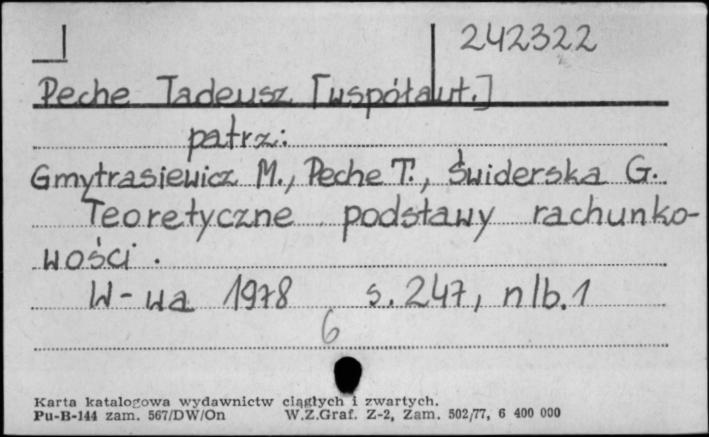 242322
Peche Tadeusz [współaut.]
patrz:
Gmytrasiewicz M., Peche T., Świderska G.
Teoretyczne podstawy rachunko-
wości.
W-wa 1978 s. 247, nlb. 1
6
Karta katalogowa wydawnictw ciągłych i zwartych.
Pu-B-144 zam. 567/DW/On W.Z.Graf. Z-2, Zam. 502/77, 6 400 000